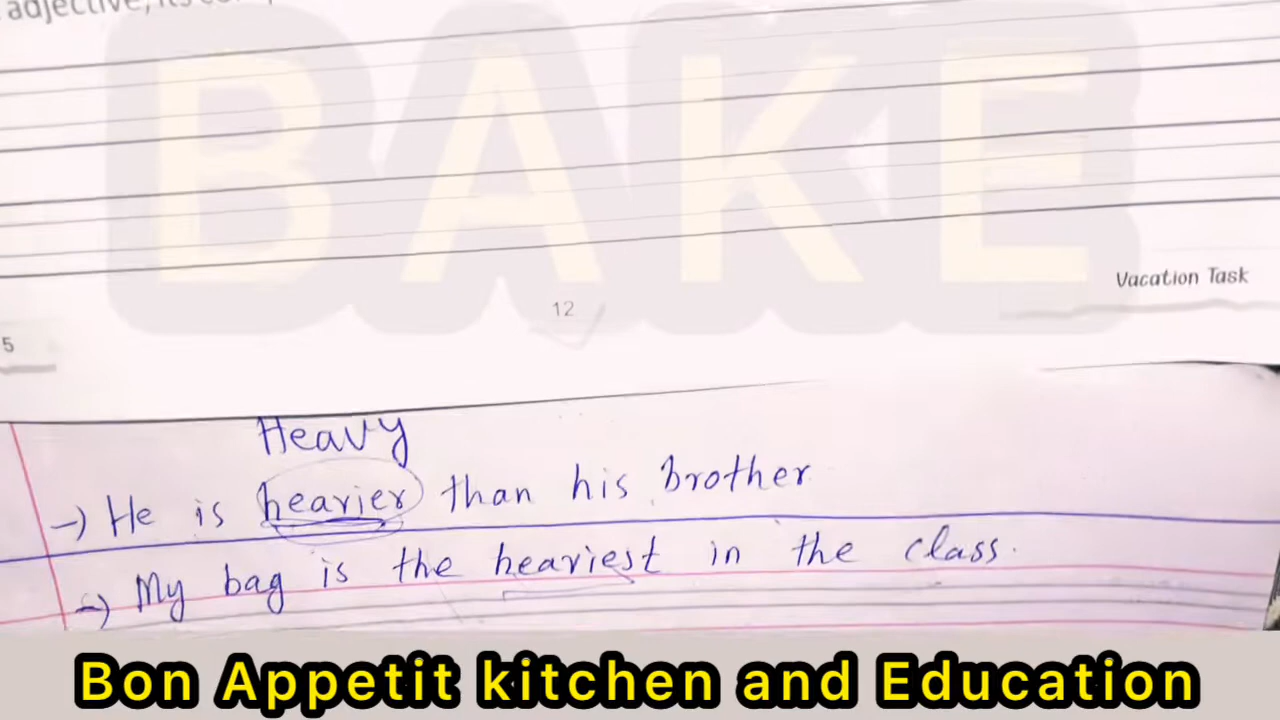 adjective, its
BAKE
Vacation Task
12
5
Heavy
→ He is heavier than his brother
→ My bag is the heaviest in the class.
Bon Appetit kitchen and Education